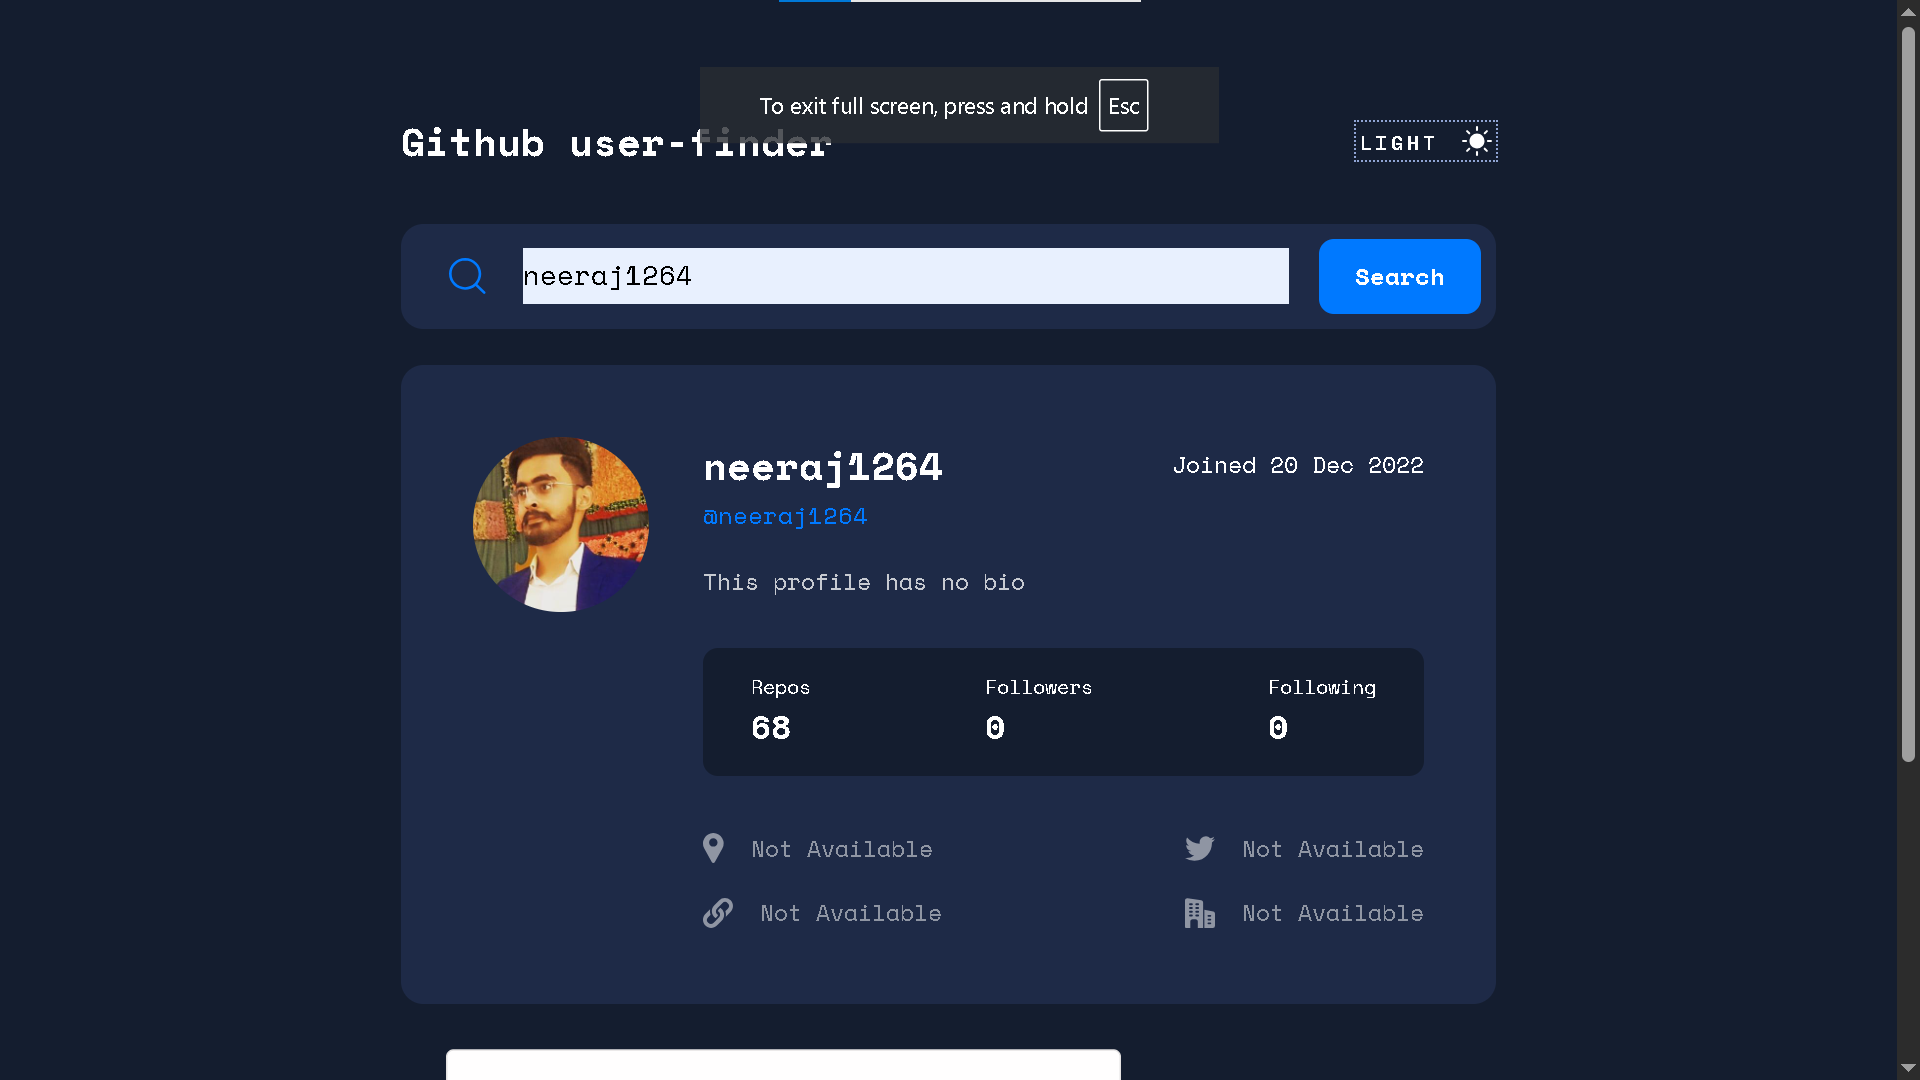 To exit full screen, press and hold Esc
Github user-finder
LIGHT
neeraj1264
Search
neeraj1264
Joined 20 Dec 2022
@neeraj1264
This profile has no bio
Repos Followers Following
68 0 0
Not Available Not Available
Not Available Not Available